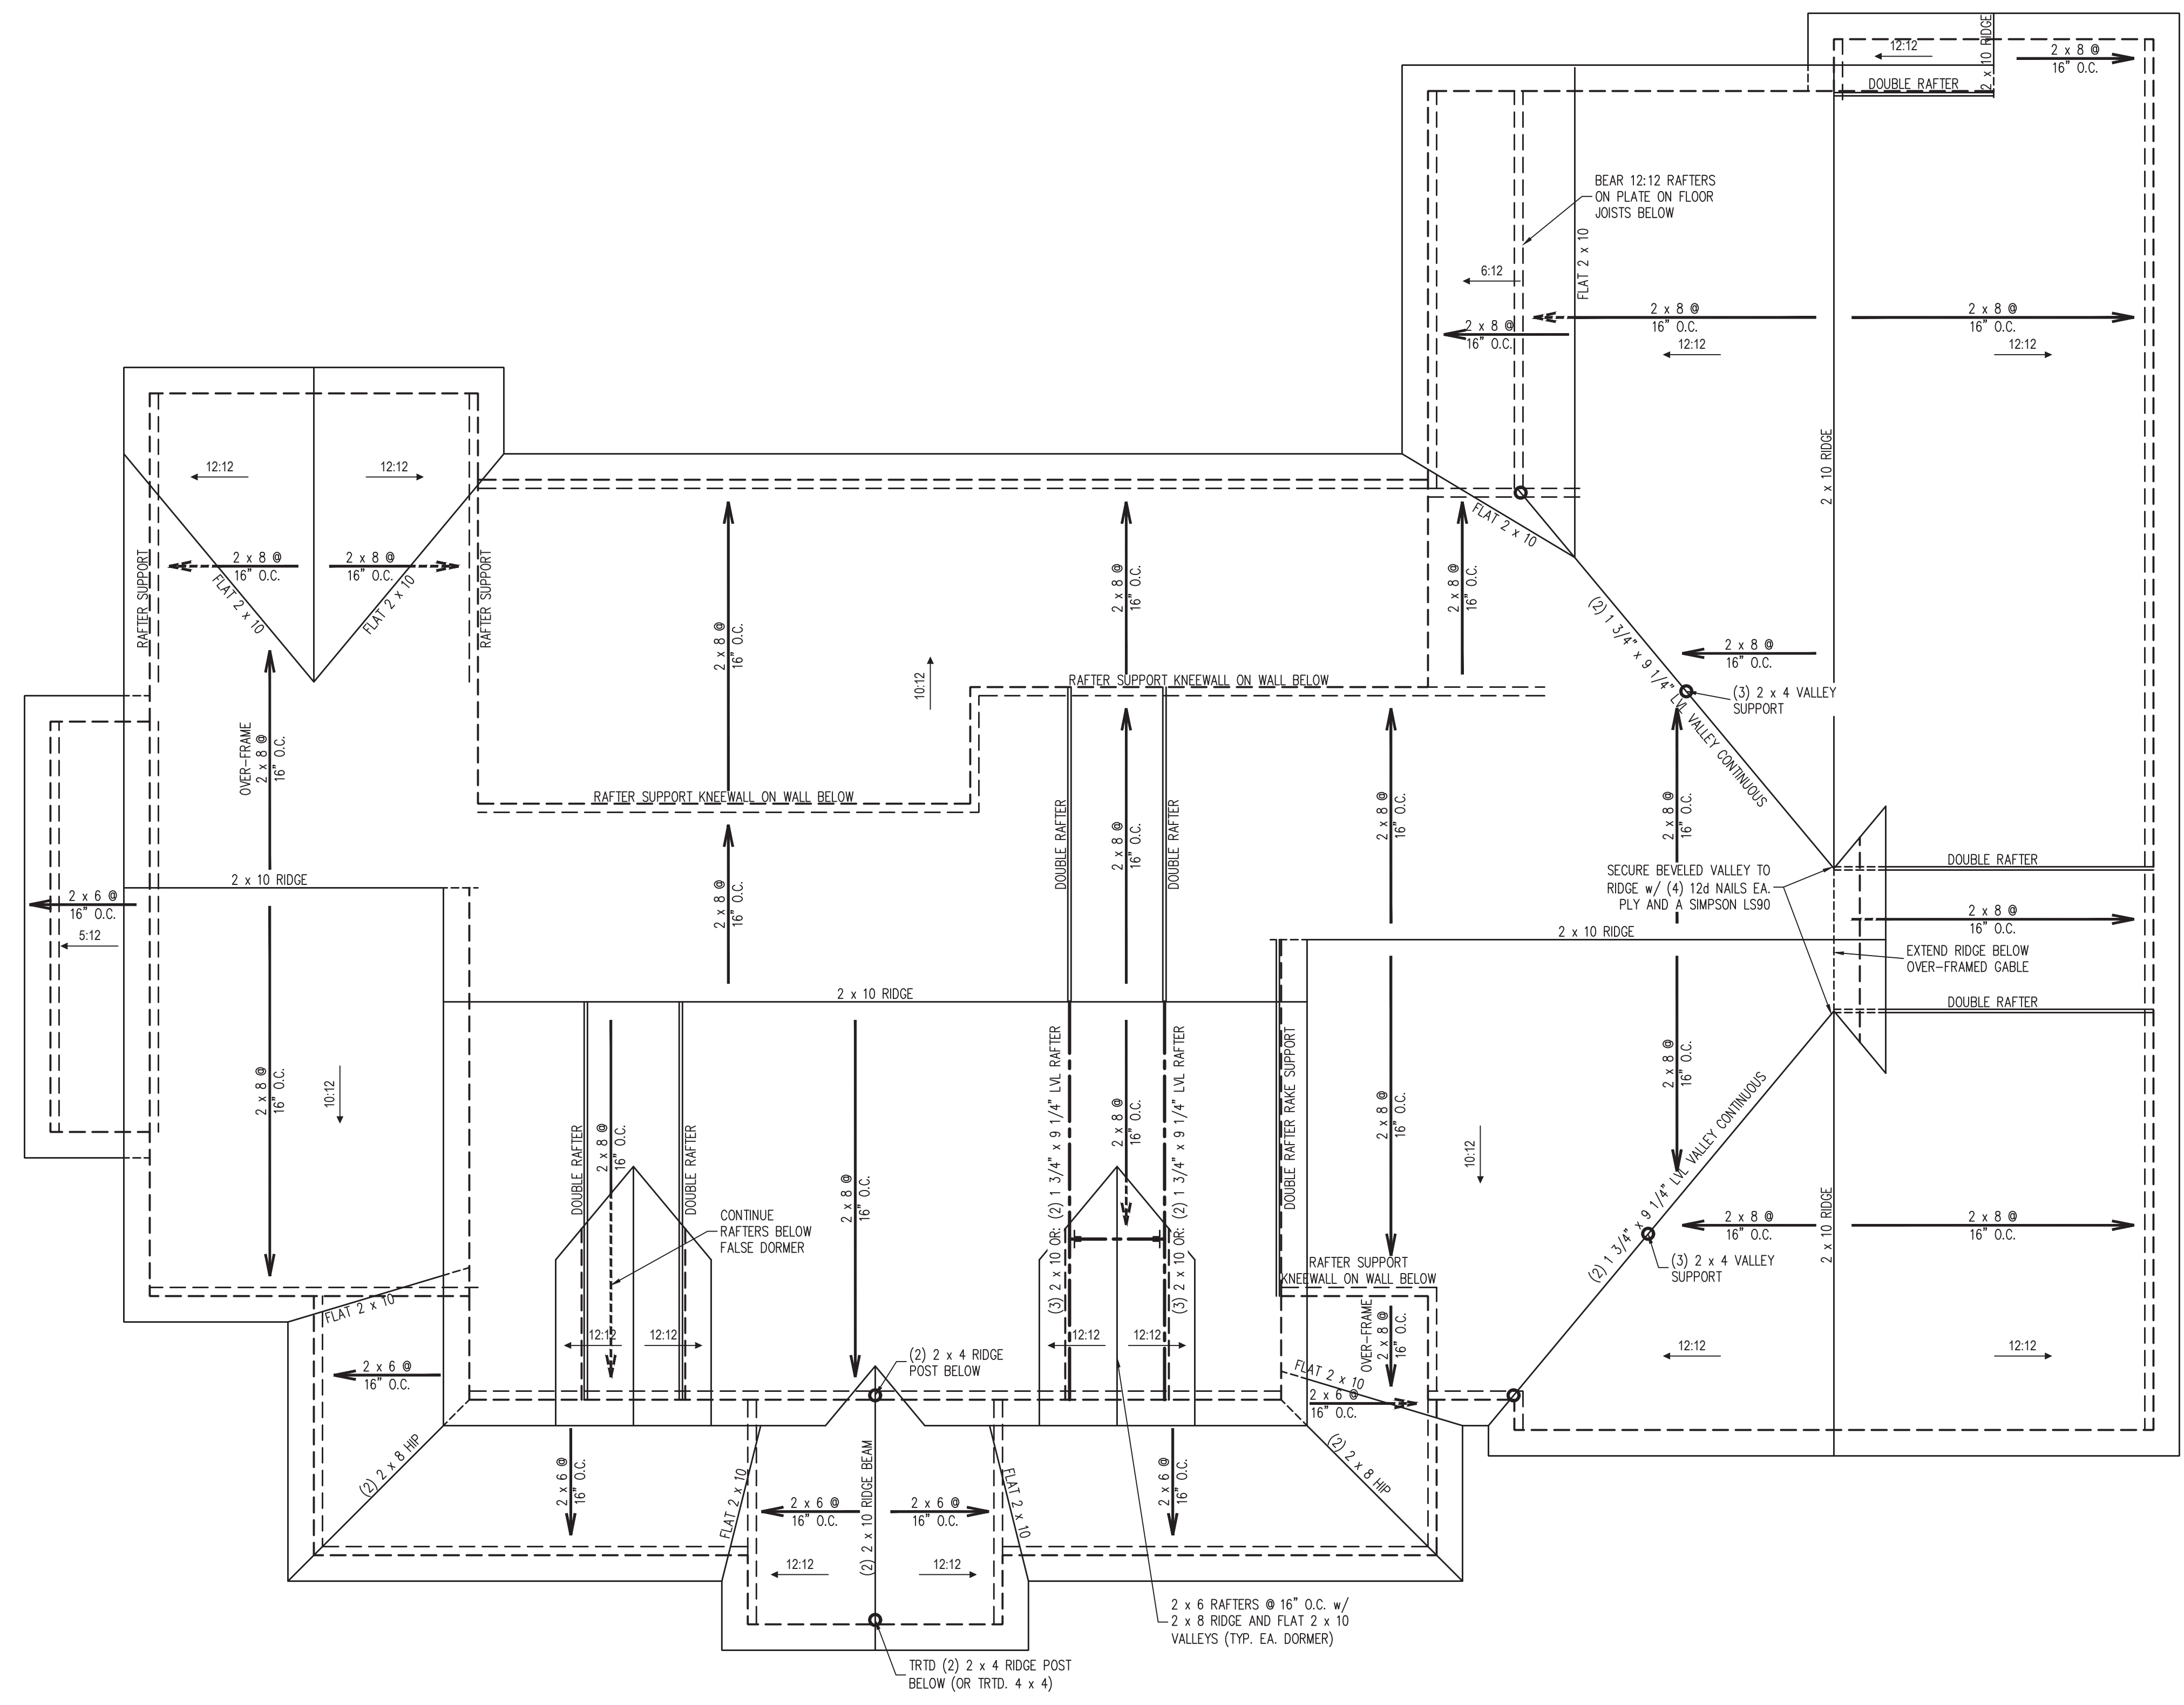 12:12
2 x 10 RIDGE
2 x 8 @
16" O.C.
DOUBLE RAFTER
BEAR 12:12 RAFTERS
ON PLATE ON FLOOR
JOISTS BELOW
FLAT 2 x 10
6:12
2 x 8 @
16" O.C.
2 x 8 @
16" O.C.
12:12
2 x 8 @
16" O.C.
12:12
2 x 10 RIDGE
12:12
12:12
RAFTER SUPPORT
2 x 8 @
16" O.C.
2 x 8 @
16" O.C.
RAFTER SUPPORT
FLAT 2 x 10
FLAT 2 x 10
2 x 8 @
16" O.C.
2 x 8 @
16" O.C.
2 x 8 @
16" O.C.
FLAT 2 x 10
(2) 1 3/4" x 9 1/4" LVL VALLEY CONTINUOUS
2 x 8 @
16" O.C.
(3) 2 x 4 VALLEY
SUPPORT
10:12
RAFTER SUPPORT KNEEWALL ON WALL BELOW
OVER-FRAME
2 x 8 @
16" O.C.
RAFTER SUPPORT KNEEWALL ON WALL BELOW
DOUBLE RAFTER
2 x 8 @
16" O.C.
DOUBLE RAFTER
2 x 8 @
16" O.C.
2 x 8 @
16" O.C.
2 x 8 @
16" O.C.
2 x 10 RIDGE
2 x 6 @
16" O.C.
5:12
SECURE BEVELED VALLEY TO
RIDGE w/ (4) 12d NAILS EA.
PLY AND A SIMPSON LS90
DOUBLE RAFTER
2 x 8 @
16" O.C.
2 x 10 RIDGE
EXTEND RIDGE BELOW
OVER-FRAMED GABLE
2 x 10 RIDGE
DOUBLE RAFTER
2 x 8 @
16" O.C.
10:12
DOUBLE RAFTER
2 x 8 @
16" O.C.
DOUBLE RAFTER
2 x 8 @
16" O.C.
(3) 2 x 10 OR: (2) 1 3/4" x 9 1/4" LVL RAFTER
2 x 8 @
16" O.C.
(3) 2 x 10 OR: (2) 1 3/4" x 9 1/4" LVL RAFTER
DOUBLE RAFTER RAKE SUPPORT
2 x 8 @
16" O.C.
10:12
2 x 8 @
16" O.C.
(2) 1 3/4" x 9 1/4" LVL VALLEY CONTINUOUS
2 x 8 @
16" O.C.
2 x 10 RIDGE
2 x 8 @
16" O.C.
CONTINUE
RAFTERS BELOW
FALSE DORMER
(3) 2 x 4 VALLEY
SUPPORT
RAFTER SUPPORT
KNEEWALL ON WALL BELOW
FLAT 2 x 10
12:12
12:12
12:12
12:12
OVER-FRAME
2 x 8 @
16" O.C.
12:12
12:12
2 x 6 @
16" O.C.
(2) 2 x 4 RIDGE
POST BELOW
FLAT 2 x 10
2 x 6 @
16" O.C.
(2) 2 x 8 HIP
2 x 6 @
16" O.C.
FLAT 2 x 10
2 x 6 @
16" O.C.
(2) 2 x 10 RIDGE BEAM
2 x 6 @
16" O.C.
FLAT 2 x 10
2 x 6 @
16" O.C.
(2) 2 x 8 HIP
12:12
12:12
2 x 6 RAFTERS @ 16" O.C. w/
2 x 8 RIDGE AND FLAT 2 x 10
VALLEYS (TYP. EA. DORMER)
TRTD (2) 2 x 4 RIDGE POST
BELOW (OR TRTD. 4 x 4)